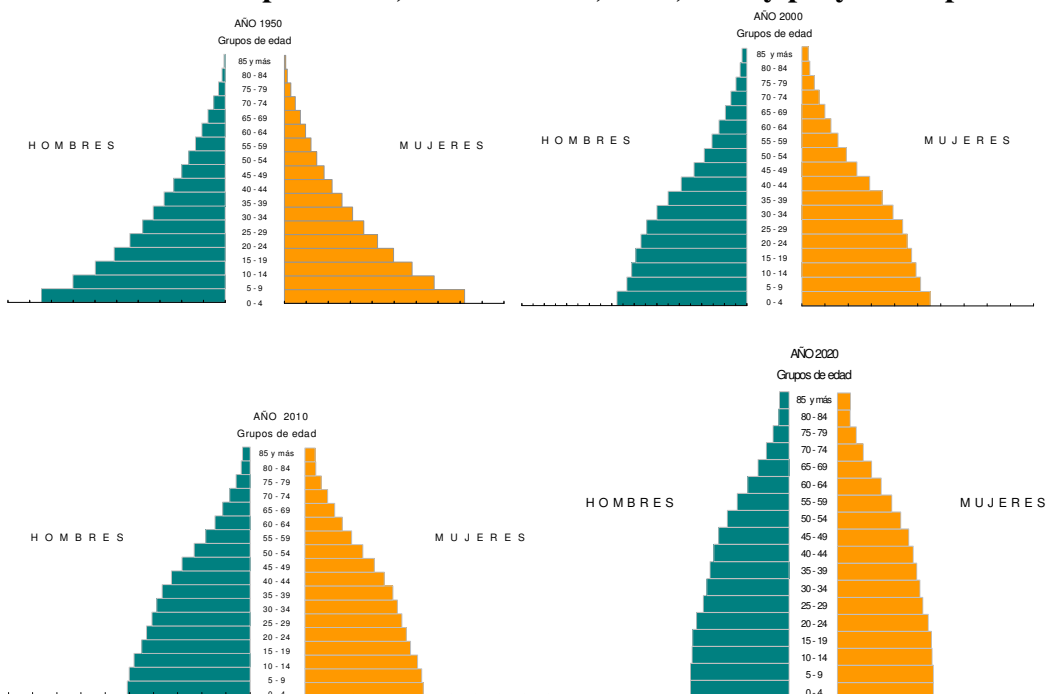 AÑO 1950
Grupos de edad
85 y más
80 - 84
75 - 79
70 - 74
65 - 69
60 - 64
55 - 59
50 - 54
45 - 49
40 - 44
35 - 39
30 - 34
25 - 29
20 - 24
15 - 19
10 - 14
5 - 9
0 - 4
HOMBRES
MUJERES
AÑO 2000
Grupos de edad
85 y más
80 - 84
75 - 79
70 - 74
65 - 69
60 - 64
55 - 59
50 - 54
45 - 49
40 - 44
35 - 39
30 - 34
25 - 29
20 - 24
15 - 19
10 - 14
5 - 9
0 - 4
HOMBRES
MUJERES
AÑO 2010
Grupos de edad
85 y más
80 - 84
75 - 79
70 - 74
65 - 69
60 - 64
55 - 59
50 - 54
45 - 49
40 - 44
35 - 39
30 - 34
25 - 29
20 - 24
15 - 19
10 - 14
5 - 9
0 - 4
HOMBRES
MUJERES
AÑO 2020
Grupos de edad
85 y más
80 - 84
75 - 79
70 - 74
65 - 69
60 - 64
55 - 59
50 - 54
45 - 49
40 - 44
35 - 39
30 - 34
25 - 29
20 - 24
15 - 19
10 - 14
5 - 9
0 - 4
HOMBRES
MUJERES